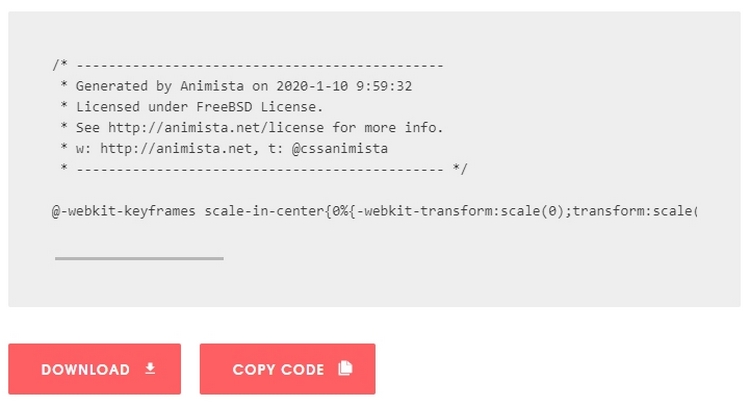 /* ----------------------------------------------
 * Generated by Animista on 2020-1-10 9:59:32
 * Licensed under FreeBSD License.
 * See http://animista.net/license for more info.
 * w: http://animista.net, t: @cssanimista
 * ---------------------------------------------- */
@-webkit-keyframes scale-in-center{0%{-webkit-transform:scale(0);transform:scale(
DOWNLOAD COPY CODE